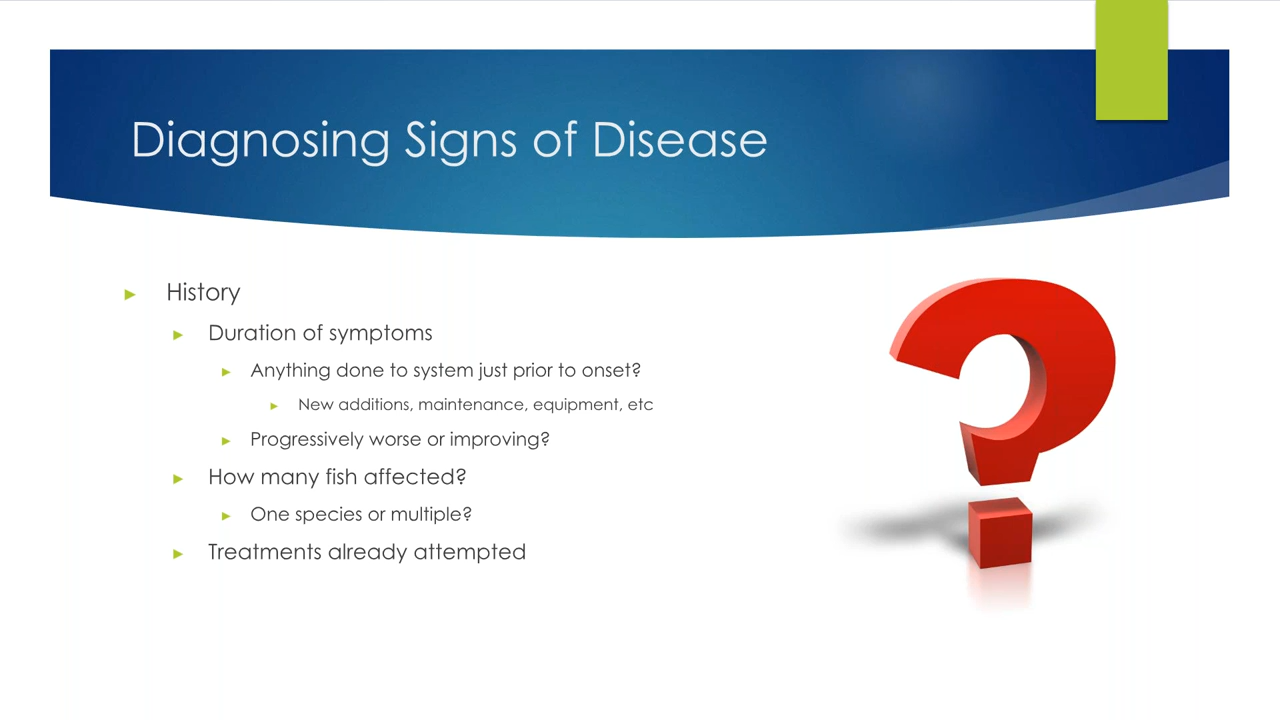 Diagnosing Signs of Disease
History
Duration of symptoms
Anything done to system just prior to onset?
New additions, maintenance, equipment, etc
Progressively worse or improving?
How many fish affected?
One species or multiple?
Treatments already attempted